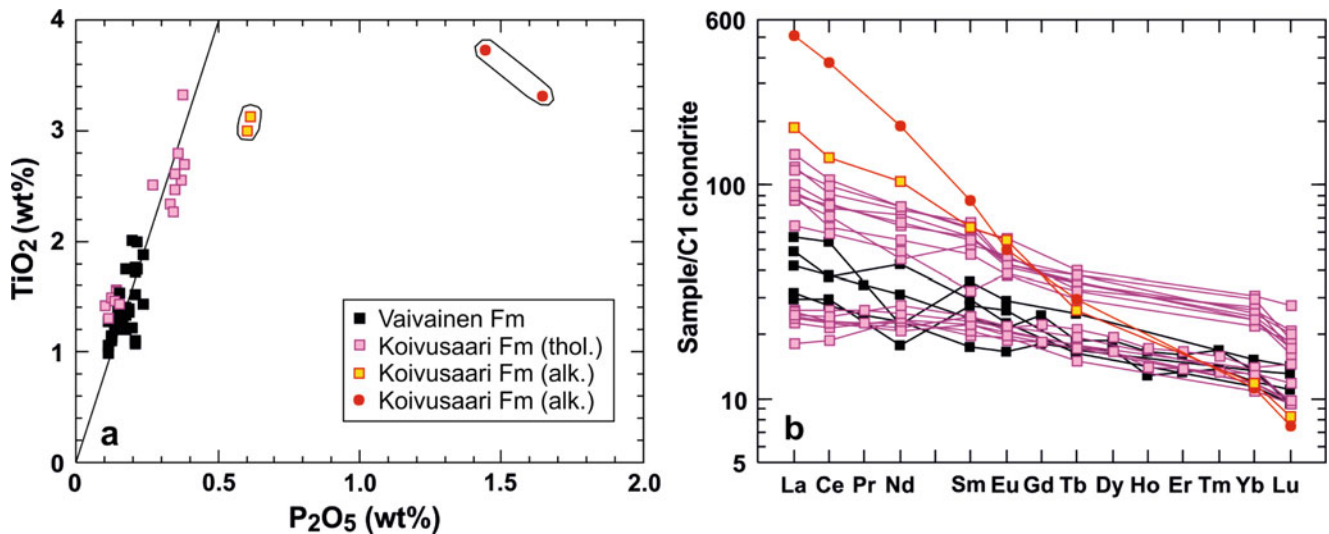 4
3
2
1
0
TiO2 (wt%)
0 0.5 1.0 1.5 2.0
P2O5 (wt%)
a
Vaivainen Fm
Koivusaari Fm (thol.)
Koivusaari Fm (alk.)
Koivusaari Fm (alk.)
600
100
10
5
Sample/C1 chondrite
b
La Ce Pr Nd Sm Eu Gd Tb Dy Ho Er Tm Yb Lu